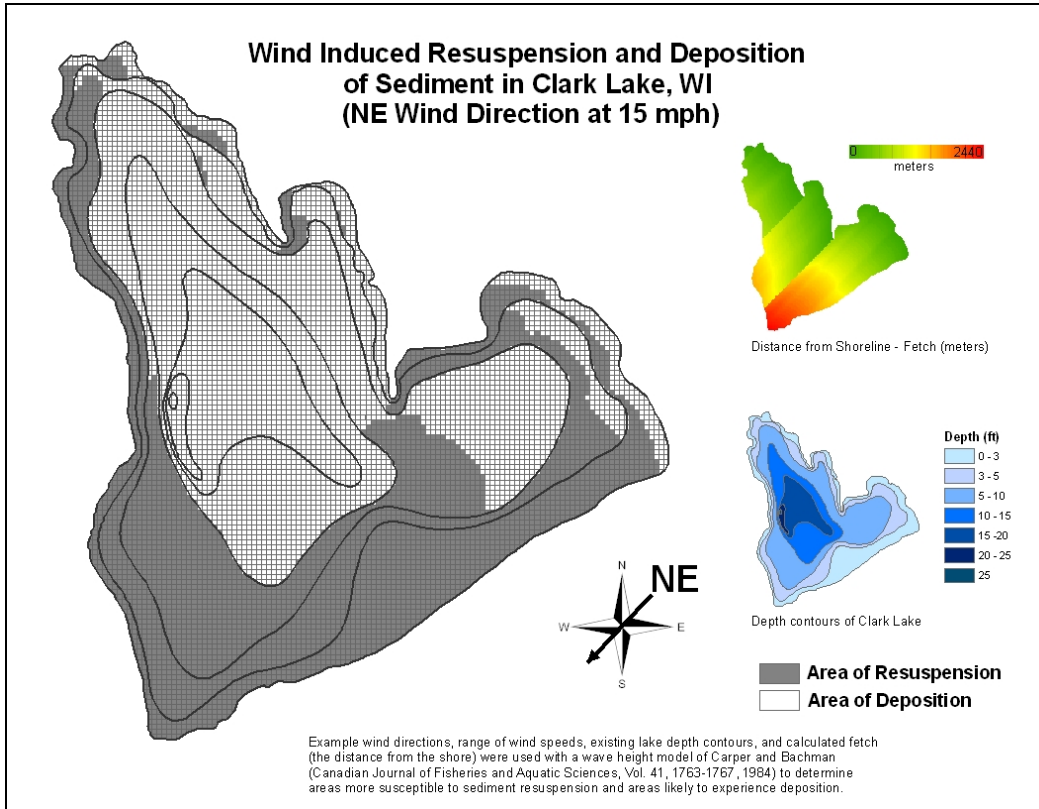 Wind Induced Resuspension and Deposition
of Sediment in Clark Lake, WI
(NE Wind Direction at 15 mph)
0 2440
meters
Distance from Shoreline - Fetch (meters)
Depth (ft)
0 - 3
3 - 5
5 - 10
10 - 15
15 -20
20 - 25
25
Depth contours of Clark Lake
N
NE
W E
S
Area of Resuspension
Area of Deposition
Example wind directions, range of wind speeds, existing lake depth contours, and calculated fetch
(the distance from the shore) were used with a wave height model of Carper and Bachman
(Canadian Journal of Fisheries and Aquatic Sciences, Vol. 41, 1763-1767, 1984) to determine
areas more susceptible to sediment resuspension and areas likely to experience deposition.